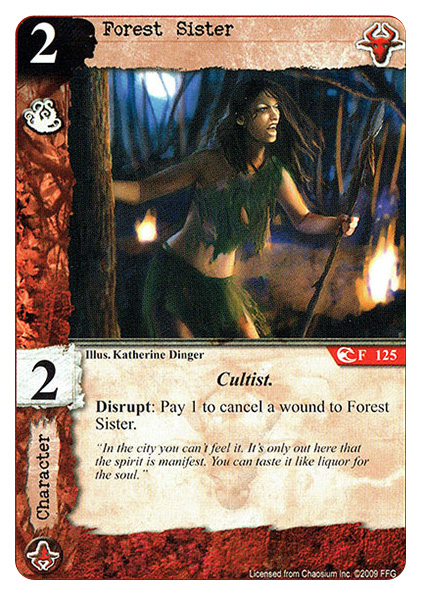 2
Forest Sister
Illus. Katherine Dinger
F 125
2
Cultist.
Disrupt: Pay 1 to cancel a wound to Forest
Sister.
"In the city you can't feel it. It's only out here that
the spirit is manifest. You can taste it like liquor for
the soul."
Character
Licensed from Chaosium Inc. ©2009 FFG